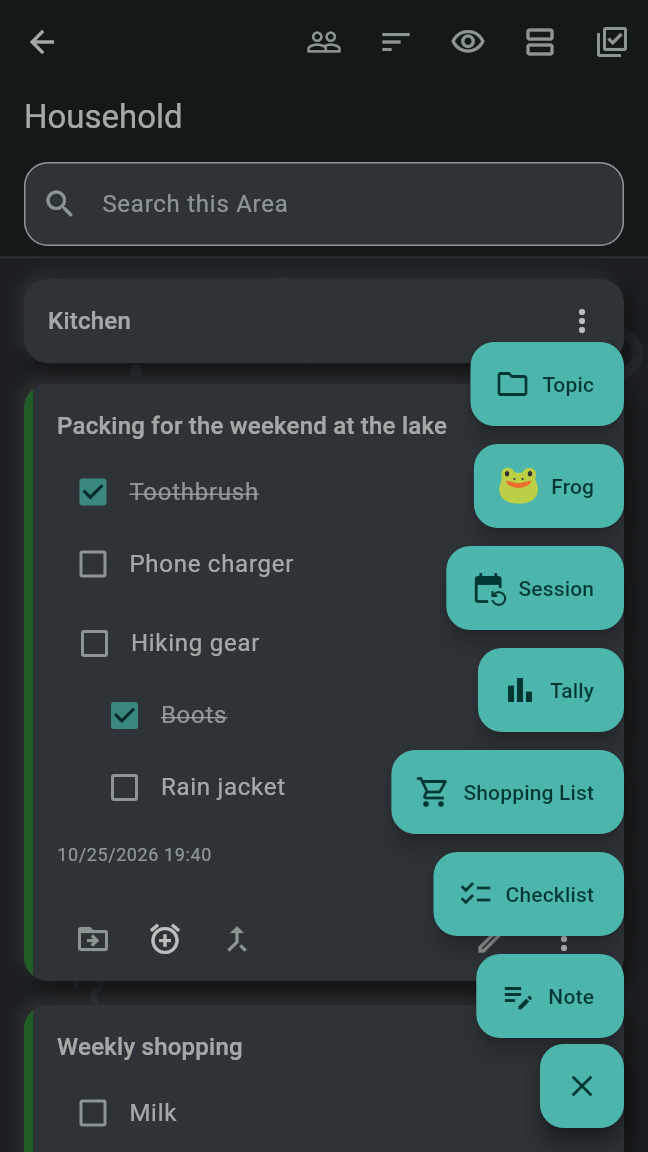 Household
Search this Area
Kitchen
Topic
Packing for the weekend at the lake
Frog
Toothbrush
Phone charger
Session
Hiking gear
Tally
Boots
Rain jacket
Shopping List
10/25/2026 19:40
Checklist
Note
Weekly shopping
Milk